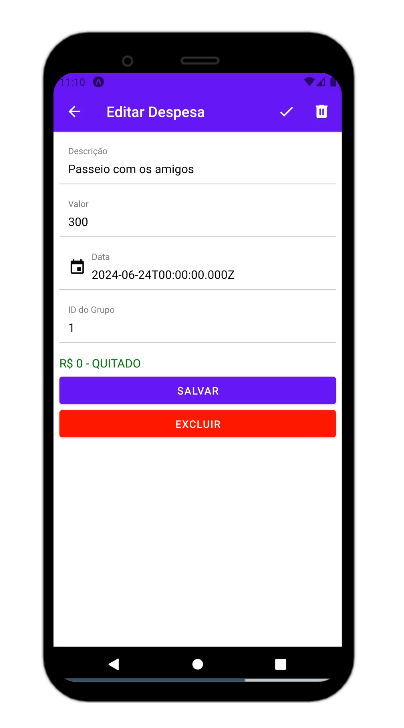 11:10
Editar Despesa
Descrição
Passeio com os amigos
Valor
300
Data
2024-06-24T00:00:00.000Z
ID do Grupo
1
R$ 0 - QUITADO
SALVAR
EXCLUIR